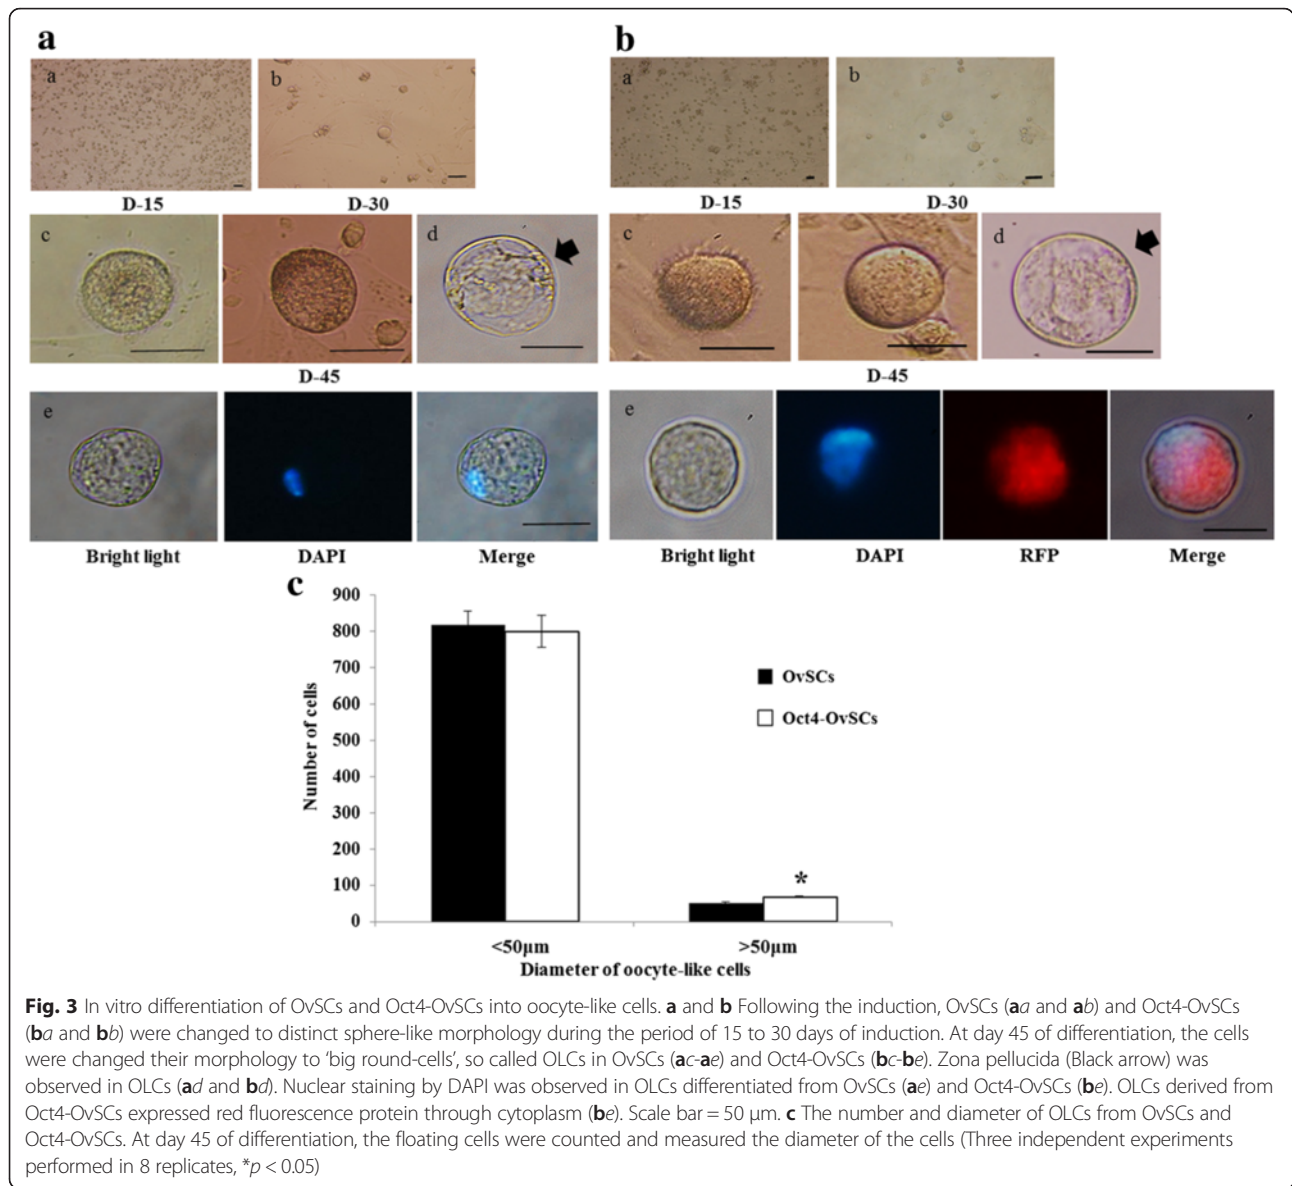 a
b
a
b
a
b
D-15
D-30
D-15
D-30
c
d
c
d
D-45
D-45
e
e
Bright light
DAPI
Merge
Bright light
DAPI
RFP
Merge
c
900
800
700
600
500
400
300
200
100
0
Number of cells
OvSCs
Oct4-OvSCs
*
<50µm
>50µm
Diameter of oocyte-like cells
Fig. 3 In vitro differentiation of OvSCs and Oct4-OvSCs into oocyte-like cells. a and b Following the induction, OvSCs (aa and ab) and Oct4-OvSCs
(ba and bb) were changed to distinct sphere-like morphology during the period of 15 to 30 days of induction. At day 45 of differentiation, the cells
were changed their morphology to ‘big round-cells’, so called OLCs in OvSCs (ac-ae) and Oct4-OvSCs (bc-be). Zona pellucida (Black arrow) was
observed in OLCs (ad and bd). Nuclear staining by DAPI was observed in OLCs differentiated from OvSCs (ae) and Oct4-OvSCs (be). OLCs derived from
Oct4-OvSCs expressed red fluorescence protein through cytoplasm (be). Scale bar = 50 µm. c The number and diameter of OLCs from OvSCs and
Oct4-OvSCs. At day 45 of differentiation, the floating cells were counted and measured the diameter of the cells (Three independent experiments
performed in 8 replicates, *p < 0.05)